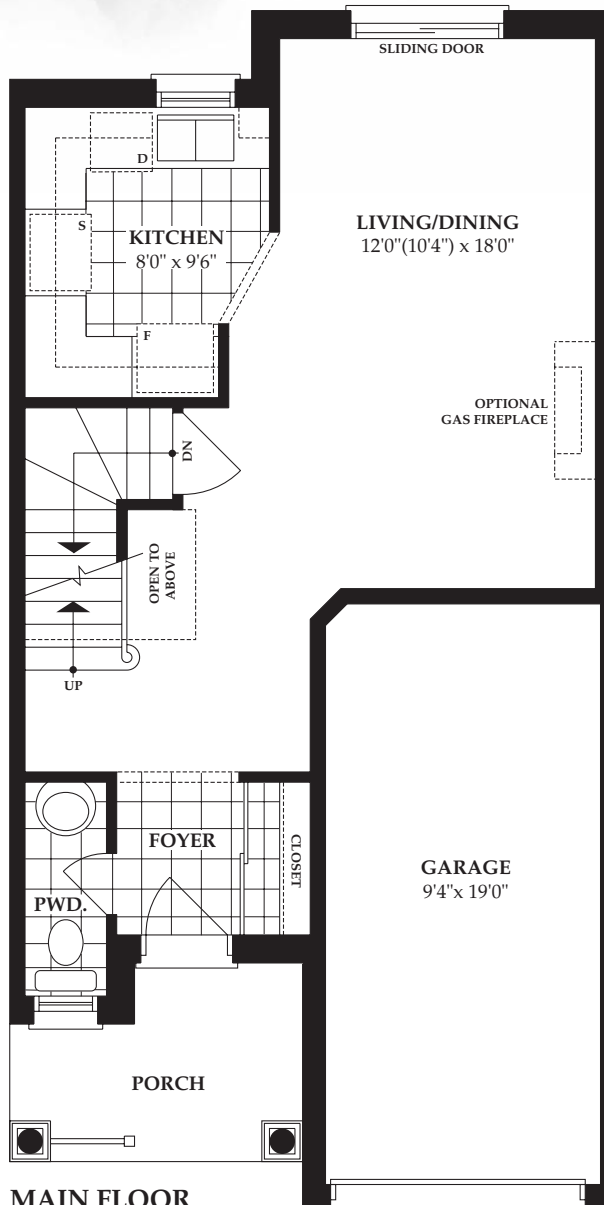 SLIDING DOOR
D
S
KITCHEN
8'0" x 9'6"
LIVING/DINING
12'0"(10'4") x 18'0"
F
OPTIONAL
GAS FIREPLACE
DN
OPEN TO
ABOVE
UP
FOYER
CLOSET
PWD.
GARAGE
9'4"x 19'0"
PORCH
MAIN FLOOR